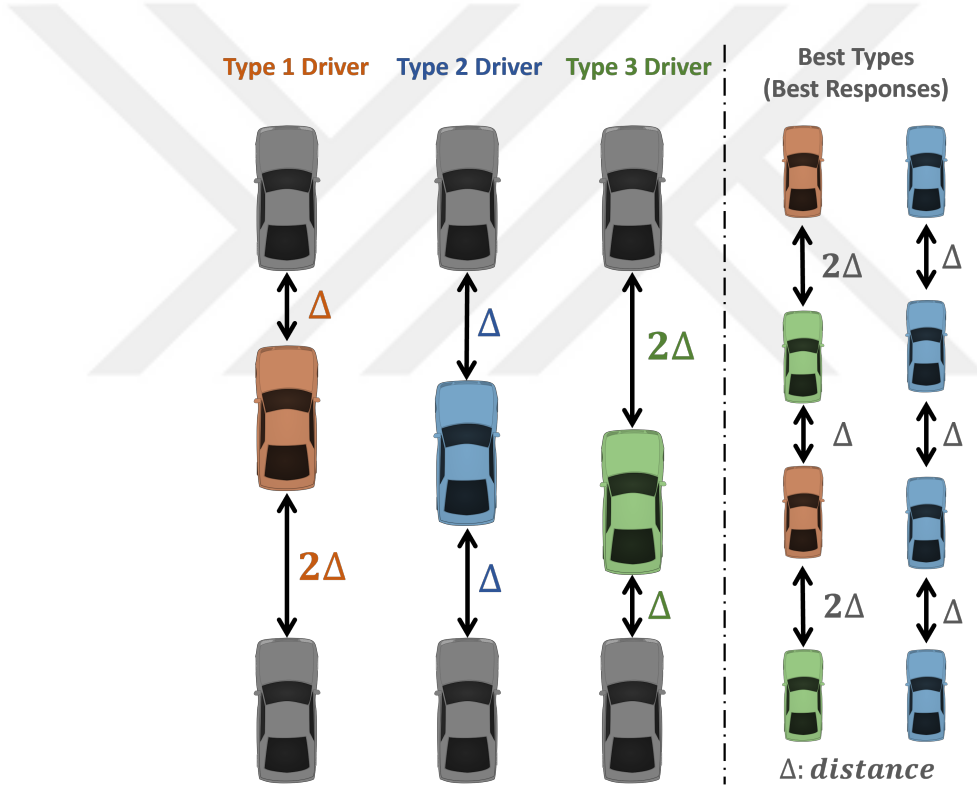 Type 1 Driver
Type 2 Driver
Type 3 Driver
Best Types
(Best Responses)
Δ
2Δ
Δ
Δ
2Δ
Δ
2Δ
Δ
2Δ
Δ
Δ
Δ
Δ: distance